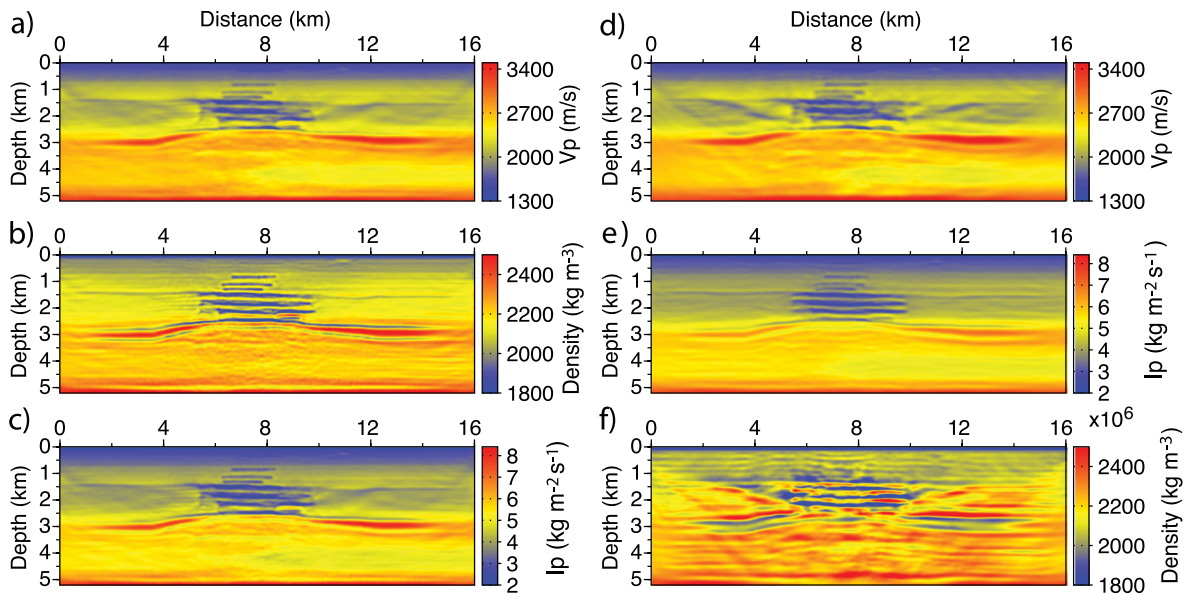 a)
Distance (km)
0 4 8 12 16
0
1
2
3
4
5
Depth (km)
3400
2700
2000
1300
Vp (m/s)
b)
0 4 8 12 16
0
1
2
3
4
5
Depth (km)
2400
2200
2000
1800
Density (kg m-3)
c)
0 4 8 12 16
0
1
2
3
4
5
Depth (km)
8
7
6
5
4
3
2
Ip (kg m-2 s-1)
d)
Distance (km)
0 4 8 12 16
0
1
2
3
4
5
Depth (km)
3400
2700
2000
1300
Vp (m/s)
e)
0 4 8 12 16
0
1
2
3
4
5
Depth (km)
8
7
6
5
4
3
2
Ip (kg m-2 s-1)
x10⁶
f)
0 4 8 12 16
0
1
2
3
4
5
Depth (km)
2400
2200
2000
1800
Density (kg m-3)